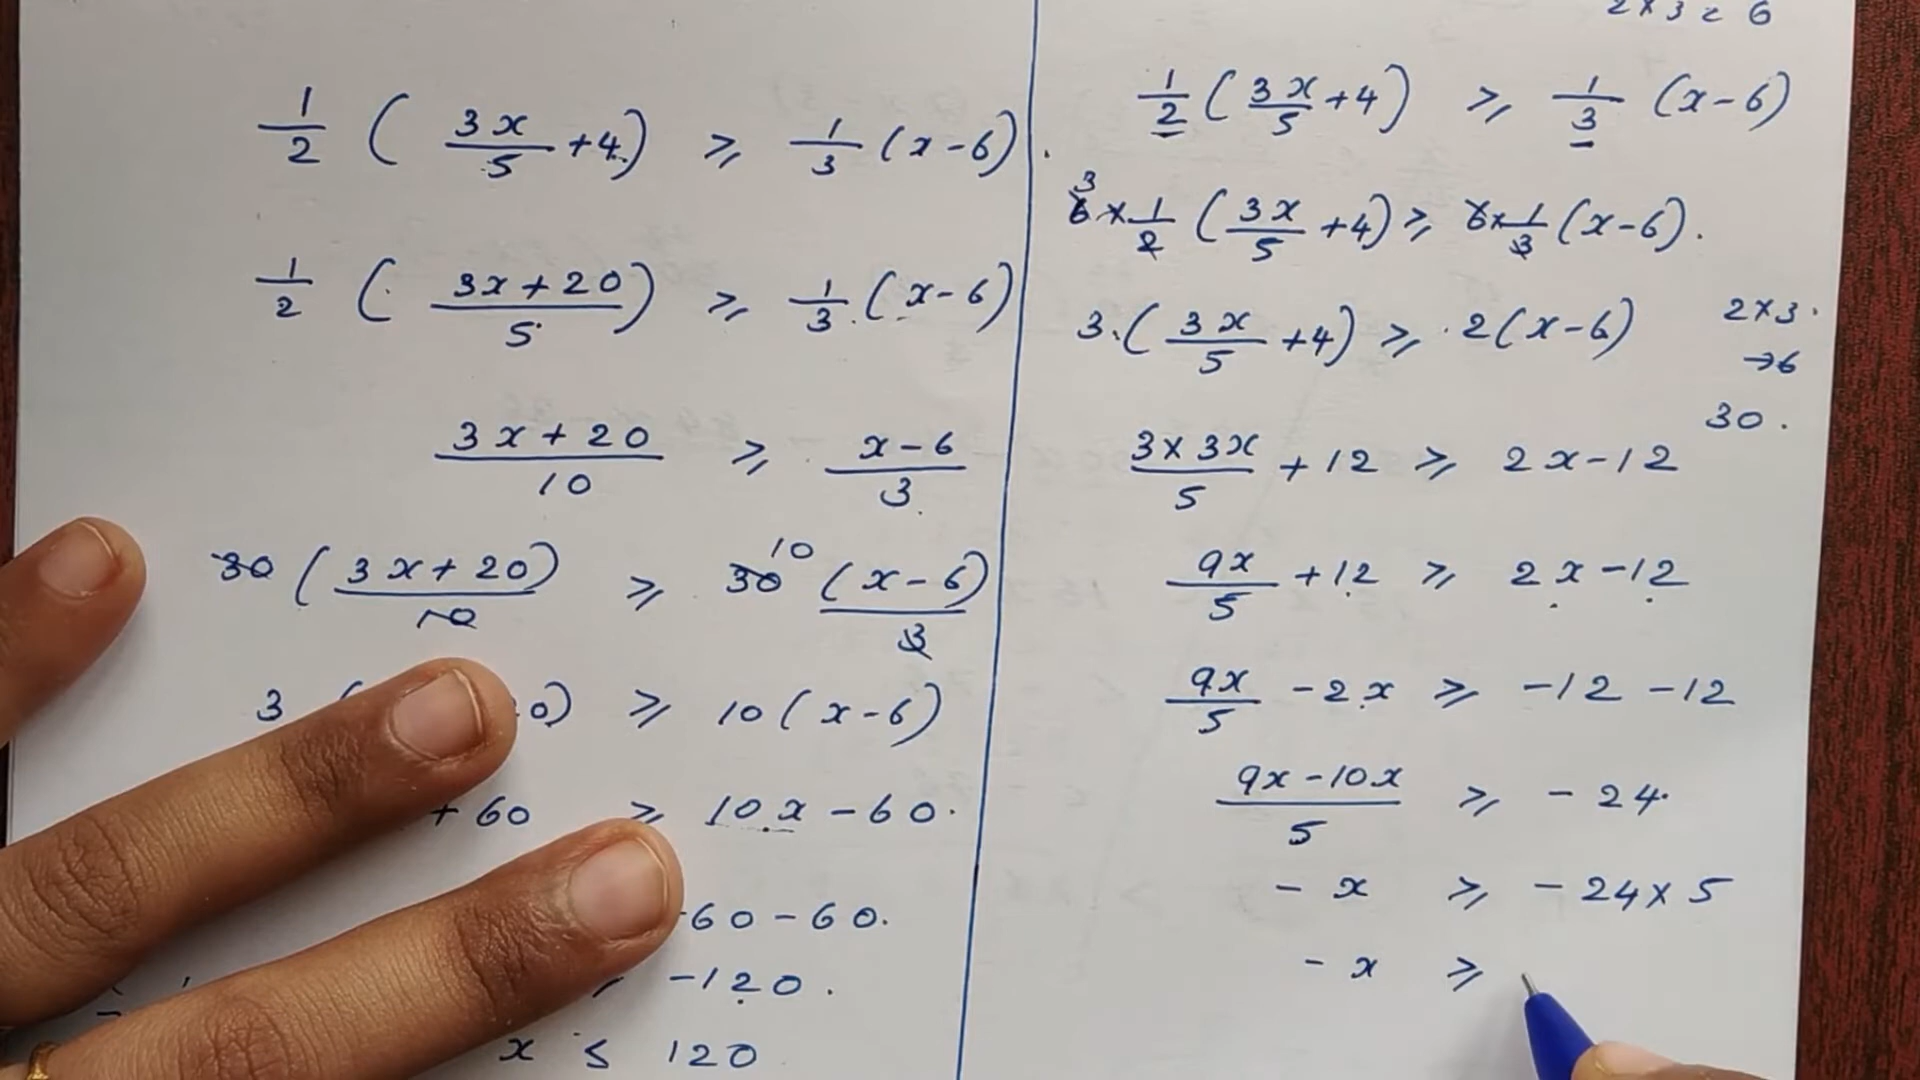 1/2 ( 3x/5 + 4 ) ⩾ 1/3 (x - 6)
1/2 ( 3x + 20 / 5 ) ⩾ 1/3 (x - 6)
3x + 20 / 10 ⩾ x - 6 / 3
30 ( 3x + 20 ) / 10 ⩾ 30 10 (x - 6) / 3
3 ( 0) ⩾ 10 (x - 6)
+ 60 ⩾ 10x - 60.
-60 - 60.
-120.
x ≤ 120
2 × 3 = 6
1/2 ( 3x/5 + 4 ) ⩾ 1/3 (x - 6)
3 6 × 1/2 ( 3x/5 + 4 ) ⩾ 6 × 1/3 (x - 6).
3. ( 3x/5 + 4 ) ⩾ 2 (x - 6)
2 × 3.
→ 6
30.
3 × 3x / 5 + 12 ⩾ 2x - 12
9x/5 + 12 ⩾ 2x - 12
9x/5 - 2x ⩾ -12 - 12
9x - 10x / 5 ⩾ - 24.
- x ⩾ - 24 × 5
- x ⩾